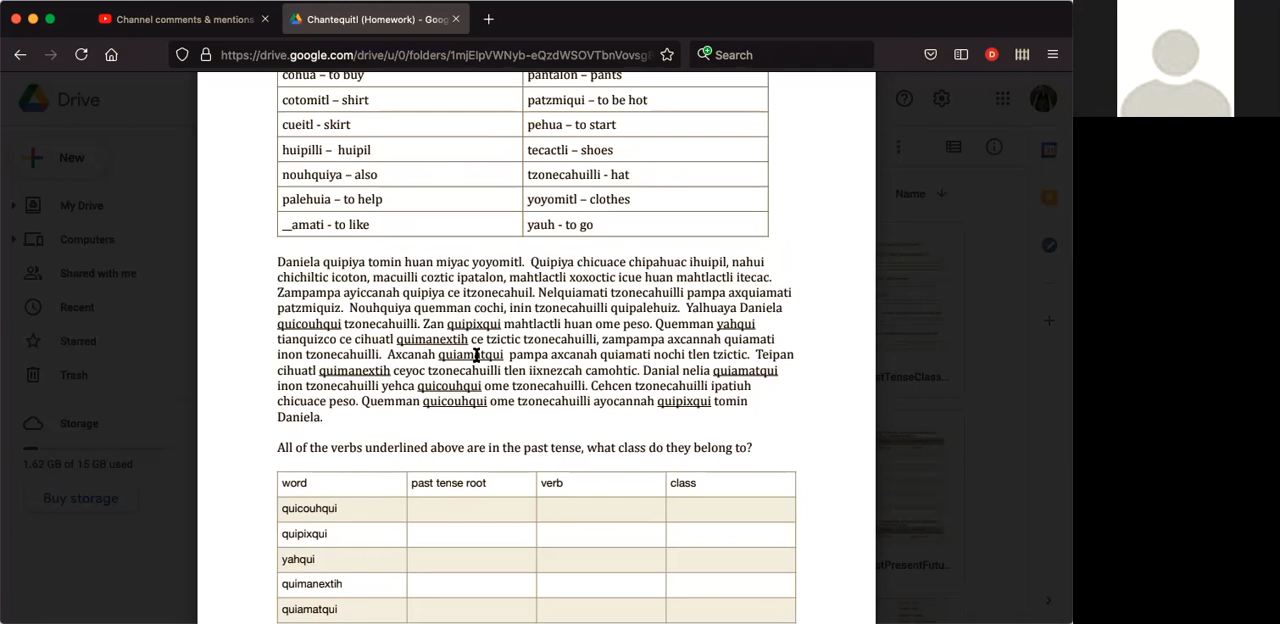 Channel comments & mentions
Chantequitl (Homework) - Goog
https://drive.google.com/drive/u/0/folders/1mjElpVWNyb-eQzdWSOVTbnVovsgl
Search
Drive
New
My Drive
Computers
Shared with me
Recent
Starred
Trash
Storage
1.62 GB of 15 GB used
Buy storage
Name
cohua – to buy
pantalon – pants
cotomitl – shirt
patzmiqui – to be hot
cueitl - skirt
pehua – to start
huipilli – huipil
tecactli – shoes
nouhquiya – also
tzonecahuilli - hat
palehuia – to help
yoyomitl – clothes
__amati - to like
yauh - to go
Daniela quipiya tomin huan miyac yoyomitl. Quipiya chicuace chipahuac ihuipil, nahui
chichiltic icoton, macuilli coztic ipatalon, mahtlactli xoxoctic icue huan mahtlactli itecac.
Zampampa ayiccanah quipiya ce itzonecahuil. Nelquiamati tzonecahuilli pampa axquiamati
patzmiquiz. Nouhquiya quemman cochi, inin tzonecahuilli quipalehuiz. Yalhuaya Daniela
quicouhqui tzonecahuilli. Zan quipixqui mahtlactli huan ome peso. Quemman yahqui
tianquizco ce cihuatl quimanextih ce tzictic tzonecahuilli, zampampa axcannah quiamati
inon tzonecahuilli. Axcanah quiamatqui pampa axcanah quiamati nochi tlen tzictic. Teipan
cihuatl quimanextih ceyoc tzonecahuilli tlen iixnezcah camohtic. Danial nelia quiamatqui
inon tzonecahuilli yehca quicouhqui ome tzonecahuilli. Cehcen tzonecahuilli ipatiuh
chicuace peso. Quemman quicouhqui ome tzonecahuilli ayocannah quipixqui tomin
Daniela.
All of the verbs underlined above are in the past tense, what class do they belong to?
word
past tense root
verb
class
quicouhqui
quipixqui
yahqui
quimanextih
quiamatqui